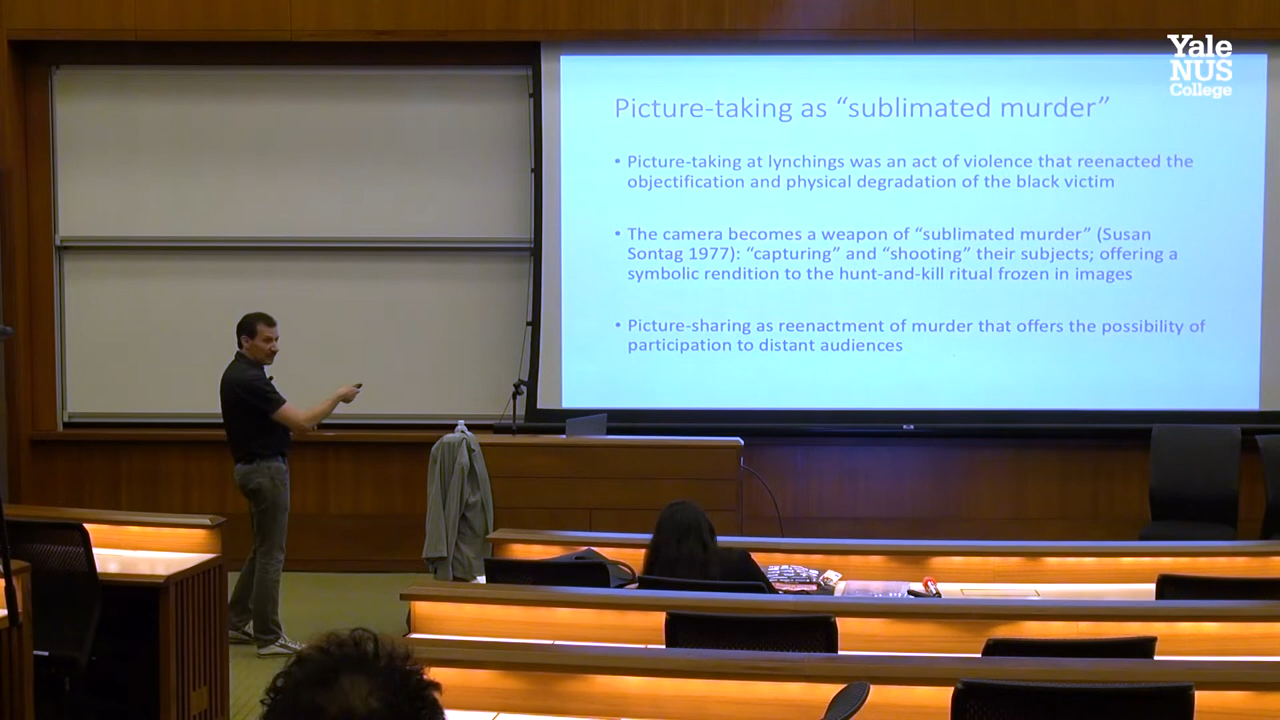 Yale
NUS
College
Picture-taking as “sublimated murder”
• Picture-taking at lynchings was an act of violence that reenacted the
objectification and physical degradation of the black victim
• The camera becomes a weapon of “sublimated murder” (Susan
Sontag 1977): “capturing” and “shooting” their subjects; offering a
symbolic rendition to the hunt-and-kill ritual frozen in images
• Picture-sharing as reenactment of murder that offers the possibility of
participation to distant audiences